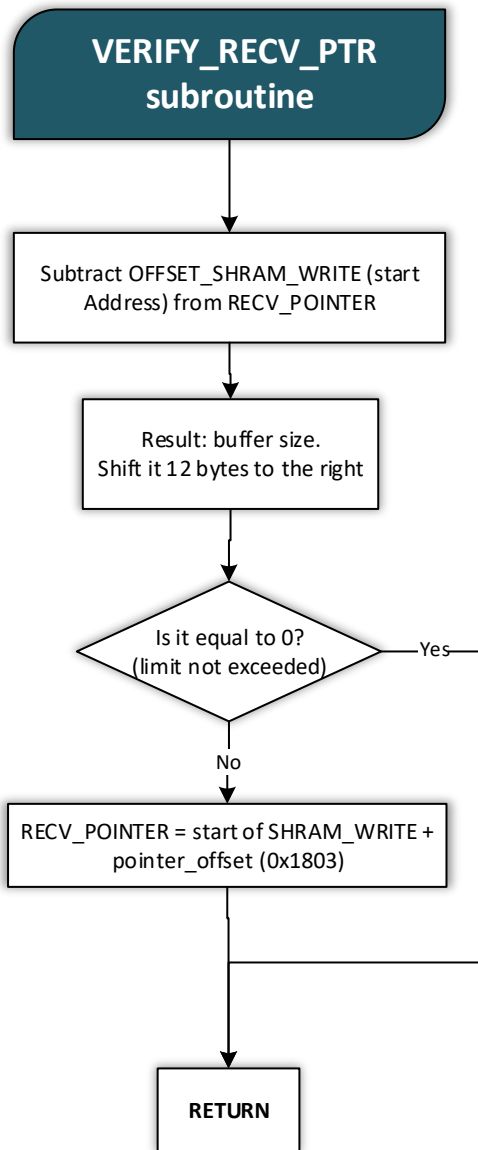 VERIFY_RECV_PTR
subroutine
Subtract OFFSET_SHRAM_WRITE (start
Address) from RECV_POINTER
Result: buffer size.
Shift it 12 bytes to the right
Is it equal to 0?
(limit not exceeded)
Yes
No
RECV_POINTER = start of SHRAM_WRITE +
pointer_offset (0x1803)
RETURN